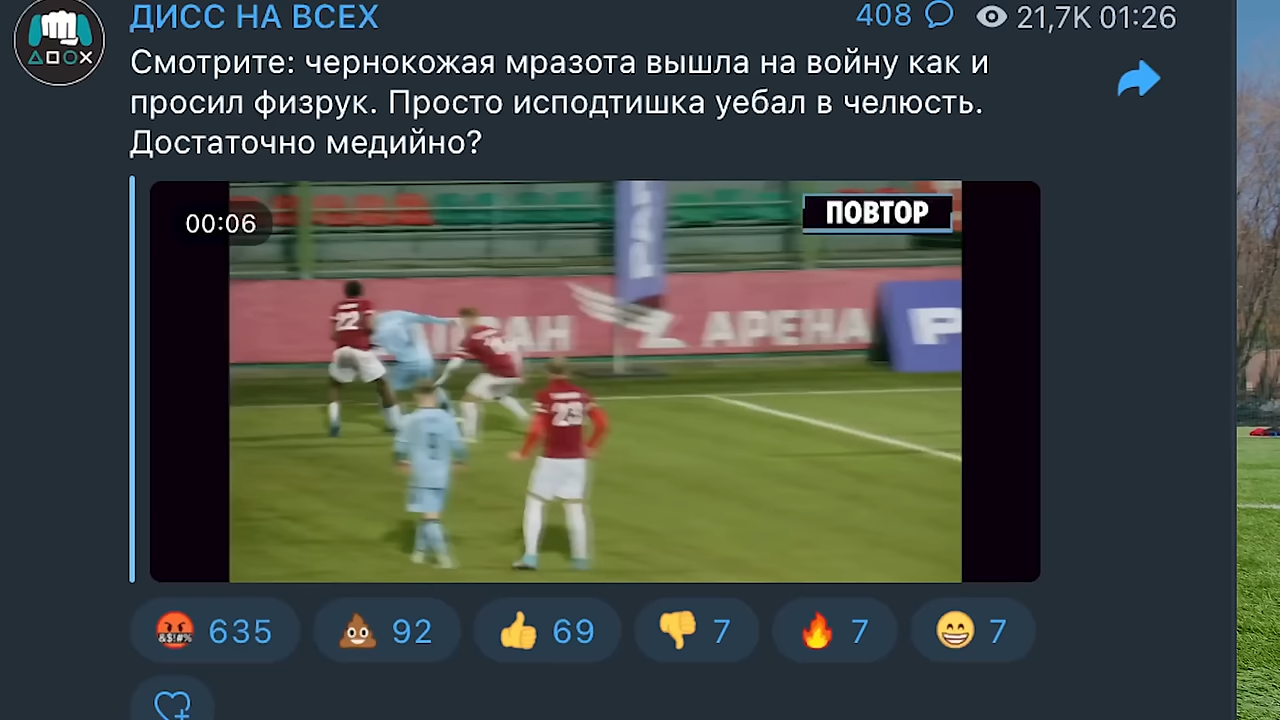 ДИСС НА ВСЕХ
408 21,7K 01:26
Смотрите: чернокожая мразота вышла на войну как и
просил физрук. Просто исподтишка уебал в челюсть.
Достаточно медийно?
00:06
ПОВТОР
22
АРЕНА
635 92 69 7 7 7